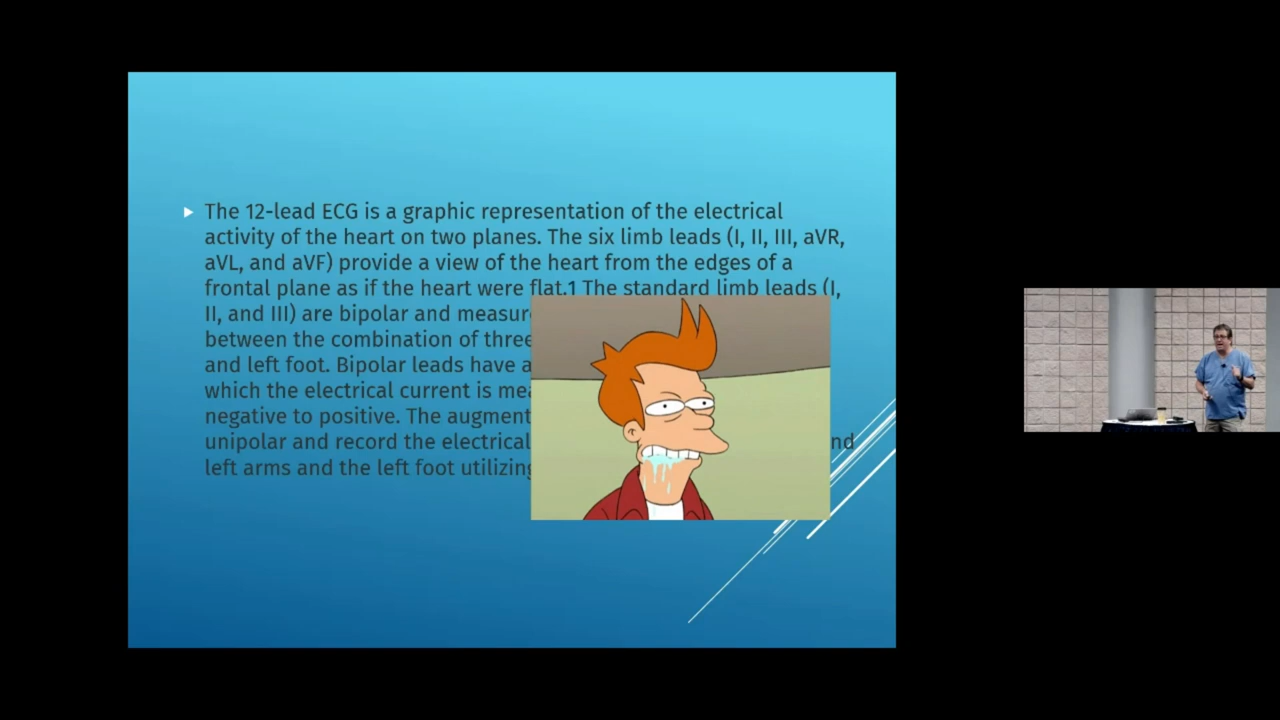 The 12-lead ECG is a graphic representation of the electrical
activity of the heart on two planes. The six limb leads (I, II, III, aVR,
aVL, and aVF) provide a view of the heart from the edges of a
frontal plane as if the heart were flat.1 The standard limb leads (I,
II, and III) are bipolar and measur
between the combination of three
and left foot. Bipolar leads have a
which the electrical current is mea
negative to positive. The augment
unipolar and record the electrical nd
left arms and the left foot utilizing